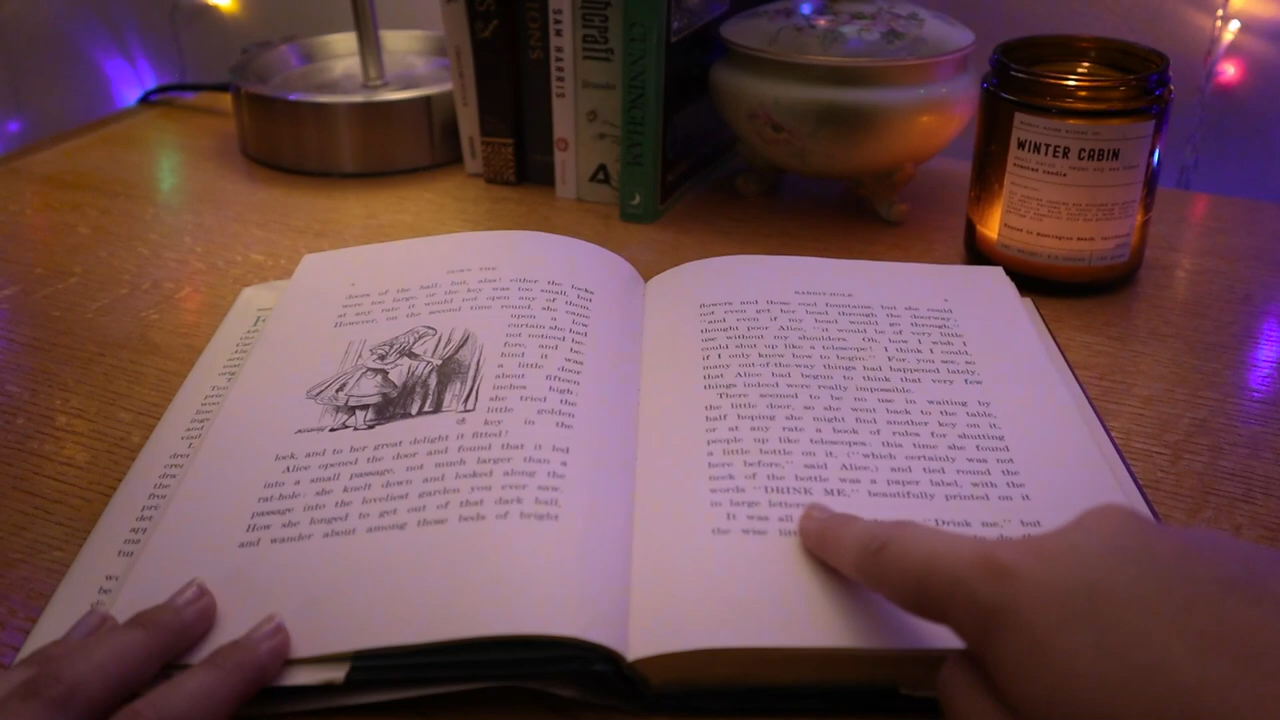 SAM HARRIS
CUNNINGHAM
WINTER CABIN
scented candle
DOWN THE
doors of the hall; but, alas! either the locks
were too large, or the key was too small, but
at any rate it would not open any of them.
However, on the second time round, she came
upon a low
curtain she had
not noticed be-
fore, and be-
hind it was
a little door
about fifteen
inches high:
she tried the
little golden
key in the
lock, and to her great delight it fitted!
Alice opened the door and found that it led
into a small passage, not much larger than a
rat-hole: she knelt down and looked along the
passage into the loveliest garden you ever saw.
How she longed to get out of that dark hall,
and wander about among those beds of bright
RABBIT-HOLE
flowers and those cool fountains, but she could
not even get her head through the doorway;
"and even if my head would go through,"
thought poor Alice, "it would be of very little
use without my shoulders. Oh, how I wish I
could shut up like a telescope! I think I could,
if I only knew how to begin." For, you see, so
many out-of-the-way things had happened lately,
that Alice had begun to think that very few
things indeed were really impossible.
There seemed to be no use in waiting by
the little door, so she went back to the table,
half hoping she might find another key on it,
or at any rate a book of rules for shutting
people up like telescopes: this time she found
a little bottle on it, ("which certainly was not
here before," said Alice,) and tied round the
neck of the bottle was a paper label, with the
words "DRINK ME," beautifully printed on it
in large letters
It was all "Drink me," but
the wise to do